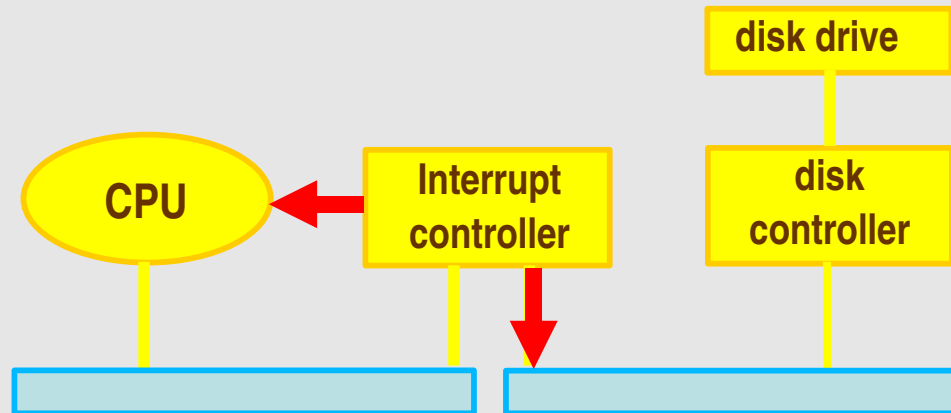 disk drive
CPU
Interrupt
controller
disk
controller